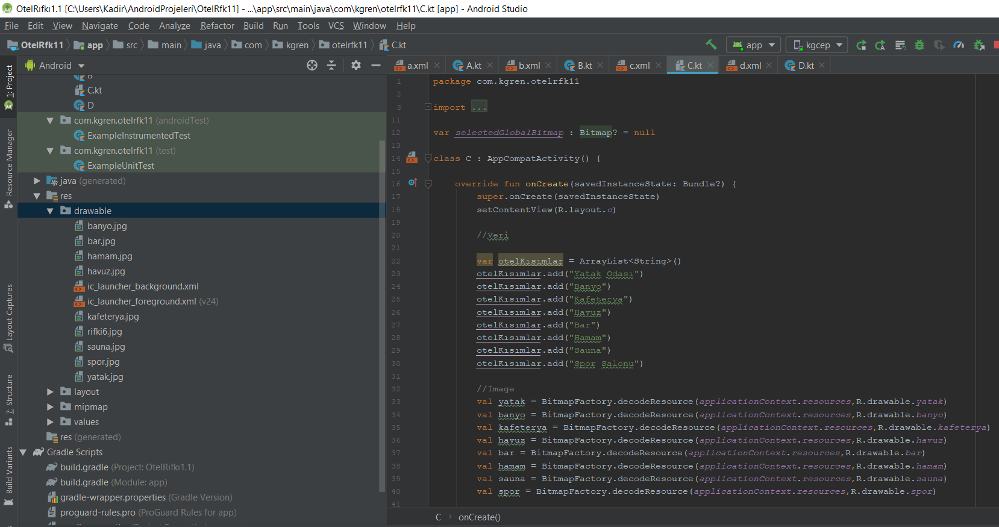 OtelRıfkı1.1 [C:\Users\Kadir\AndroidProjeleri\OtelRfk11] - ...\app\src\main\java\com\kgren\otelrfk11\C.kt [app] - Android Studio
File Edit View Navigate Code Analyze Refactor Build Run Tools VCS Window Help
OtelRfk11 app src main java com kgren otelrfk11 C.kt app kgcep
Android
a.xml A.kt b.xml B.kt c.xml C.kt d.xml D.kt
1: Project
Resource Manager
Layout Captures
7: Structure
Build Variants
B
C.kt
D
com.kgren.otelrfk11 (androidTest)
ExampleInstrumentedTest
com.kgren.otelrfk11 (test)
ExampleUnitTest
java (generated)
res
drawable
banyo.jpg
bar.jpg
hamam.jpg
havuz.jpg
ic_launcher_background.xml
ic_launcher_foreground.xml (v24)
kafeterya.jpg
rifki6.jpg
sauna.jpg
spor.jpg
yatak.jpg
layout
mipmap
values
res (generated)
Gradle Scripts
build.gradle (Project: OtelRıfkı1.1)
build.gradle (Module: app)
gradle-wrapper.properties (Gradle Version)
proguard-rules.pro (ProGuard Rules for app)
1 package com.kgren.otelrfk11
2
3 import ...
11
12 var selectedGlobalBitmap : Bitmap? = null
13
14 class C : AppCompatActivity() {
15
16 override fun onCreate(savedInstanceState: Bundle?) {
17 super.onCreate(savedInstanceState)
18 setContentView(R.layout.c)
19
20 //Veri
21
22 var otelKısımlar = ArrayList<String>()
23 otelKısımlar.add("Yatak Odası")
24 otelKısımlar.add("Banyo")
25 otelKısımlar.add("Kafeterya")
26 otelKısımlar.add("Havuz")
27 otelKısımlar.add("Bar")
28 otelKısımlar.add("Hamam")
29 otelKısımlar.add("Sauna")
30 otelKısımlar.add("Spor Salonu")
31
32 //Image
33 val yatak = BitmapFactory.decodeResource(applicationContext.resources,R.drawable.yatak)
34 val banyo = BitmapFactory.decodeResource(applicationContext.resources,R.drawable.banyo)
35 val kafeterya = BitmapFactory.decodeResource(applicationContext.resources,R.drawable.kafeterya)
36 val havuz = BitmapFactory.decodeResource(applicationContext.resources,R.drawable.havuz)
37 val bar = BitmapFactory.decodeResource(applicationContext.resources,R.drawable.bar)
38 val hamam = BitmapFactory.decodeResource(applicationContext.resources,R.drawable.hamam)
39 val sauna = BitmapFactory.decodeResource(applicationContext.resources,R.drawable.sauna)
40 val spor = BitmapFactory.decodeResource(applicationContext.resources,R.drawable.spor)
41
C onCreate()